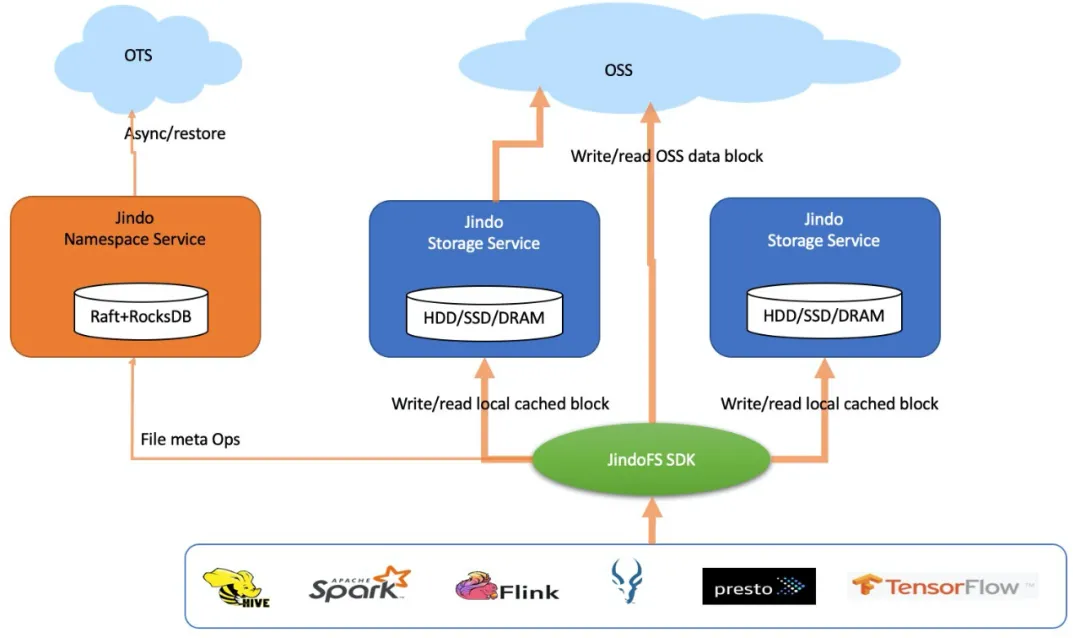 OTS
OSS
Async/restore
Write/read OSS data block
Jindo
Namespace Service
Raft+RocksDB
Jindo
Storage Service
HDD/SSD/DRAM
Jindo
Storage Service
HDD/SSD/DRAM
Write/read local cached block
Write/read local cached block
File meta Ops
JindoFS SDK
HIVE
APACHE
Spark
Flink
presto
TensorFlow